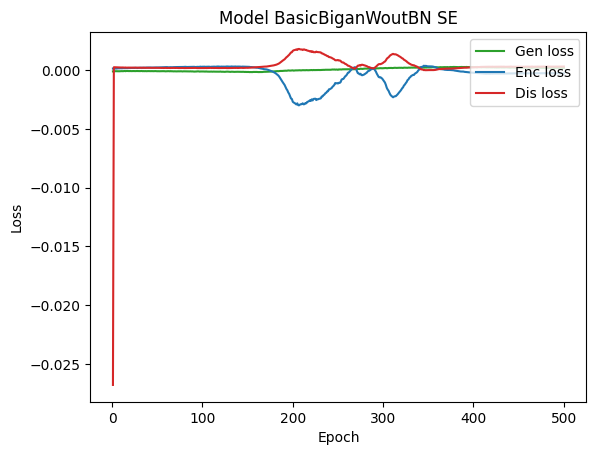 Model BasicBiganWoutBN SE
Gen loss
Enc loss
Dis loss
0.000
−0.005
−0.010
−0.015
−0.020
−0.025
Loss
0
100
200
300
400
500
Epoch